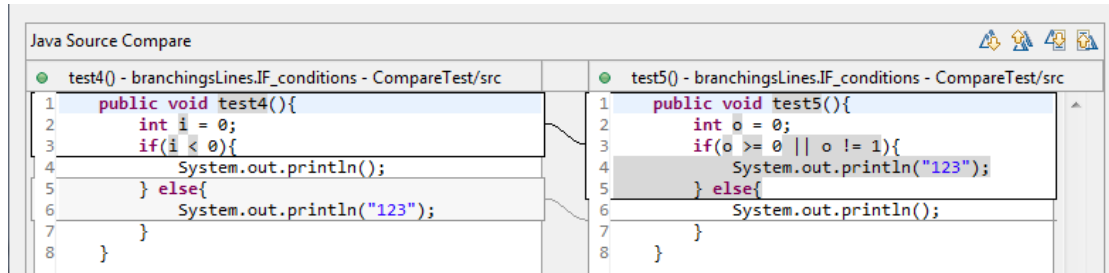 Java Source Compare
test4() - branchingsLines.IF_conditions - CompareTest/src
1 public void test4(){
2 int i = 0;
3 if(i < 0){
4 System.out.println();
5 } else{
6 System.out.println("123");
7 }
8 }
test5() - branchingsLines.IF_conditions - CompareTest/src
1 public void test5(){
2 int o = 0;
3 if(o >= 0 || o != 1){
4 System.out.println("123");
5 } else{
6 System.out.println();
7 }
8 }